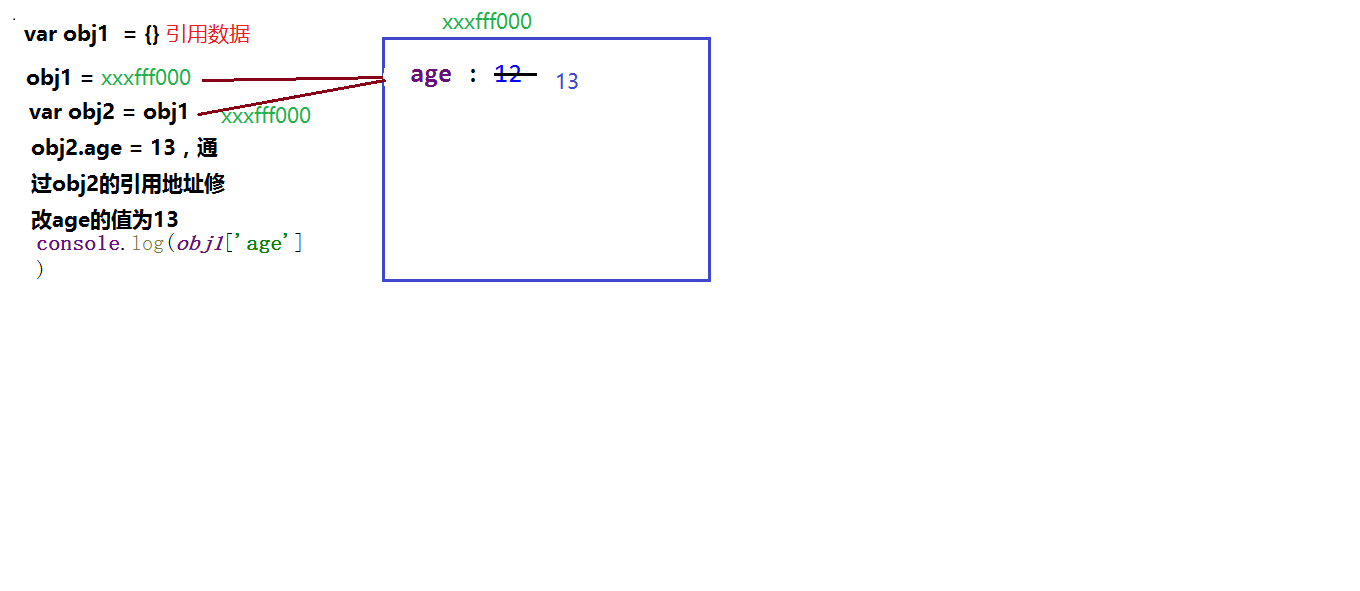 xxxfff000
var obj1 = {} 引用数据
obj1 = xxxfff000
age : 12 13
var obj2 = obj1 xxxfff000
obj2.age = 13，通
过obj2的引用地址修
改age的值为13
console.log(obj1['age']
)